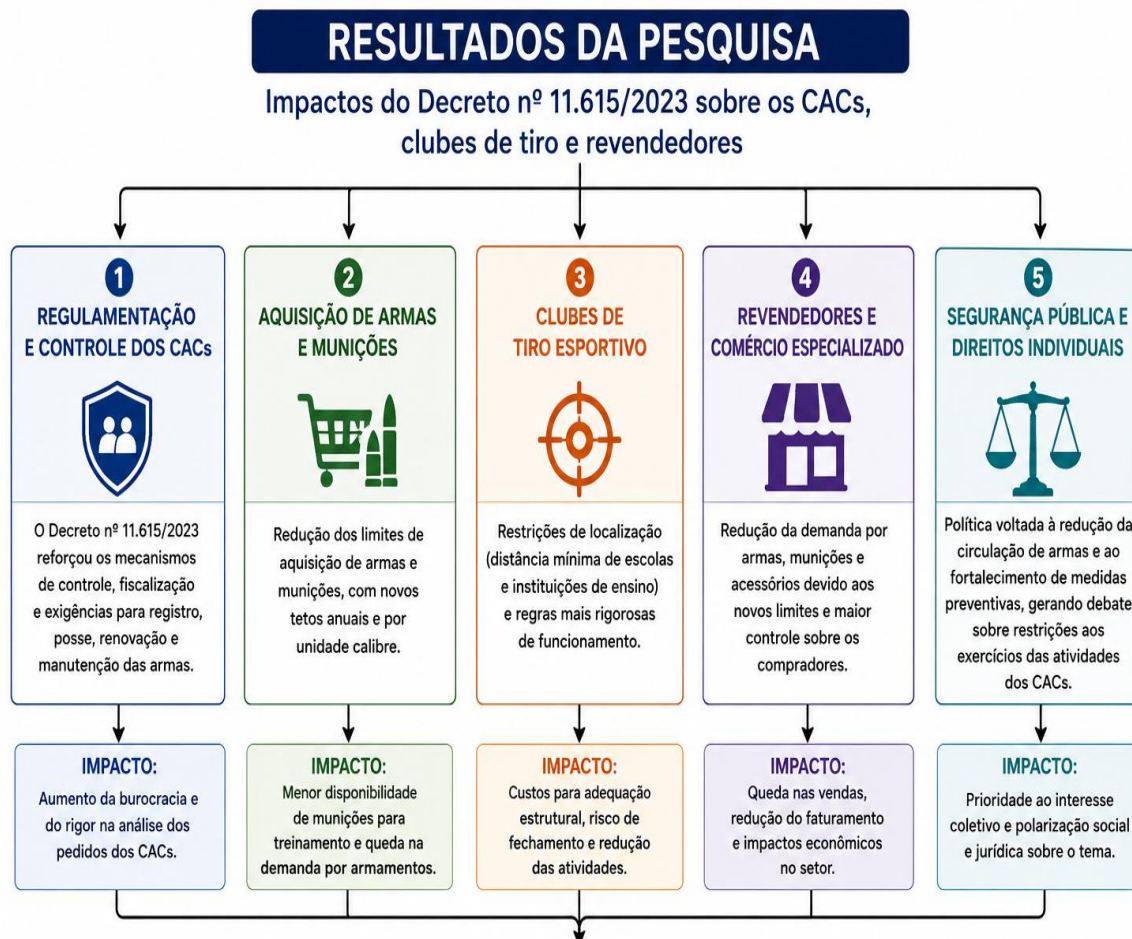 RESULTADOS DA PESQUISA
Impactos do Decreto nº 11.615/2023 sobre os CACs,
clubes de tiro e revendedores
1
REGULAMENTAÇÃO
E CONTROLE DOS CACs
O Decreto nº 11.615/2023
reforçou os mecanismos
de controle, fiscalização
e exigências para registro,
posse, renovação e
manutenção das armas.
IMPACTO:
Aumento da burocracia e
do rigor na análise dos
pedidos dos CACs.
2
AQUISIÇÃO DE ARMAS
E MUNIÇÕES
Redução dos limites de
aquisição de armas e
munições, com novos
tetos anuais e por
unidade calibre.
IMPACTO:
Menor disponibilidade
de munições para
treinamento e queda na
demanda por armamentos.
3
CLUBES DE
TIRO ESPORTIVO
Restrições de localização
(distância mínima de escolas
e instituições de ensino)
e regras mais rigorosas
de funcionamento.
IMPACTO:
Custos para adequação
estrutural, risco de
fechamento e redução
das atividades.
4
REVENDEDORES E
COMÉRCIO ESPECIALIZADO
Redução da demanda por
armas, munições e
acessórios devido aos
novos limites e maior
controle sobre os
compradores.
IMPACTO:
Queda nas vendas,
redução do faturamento
e impactos econômicos
no setor.
5
SEGURANÇA PÚBLICA E
DIREITOS INDIVIDUAIS
Política voltada à redução da
circulação de armas e ao
fortalecimento de medidas
preventivas, gerando debate
sobre restrições aos
exercícios das atividades
dos CACs.
IMPACTO:
Prioridade ao interesse
coletivo e polarização social
e jurídica sobre o tema.